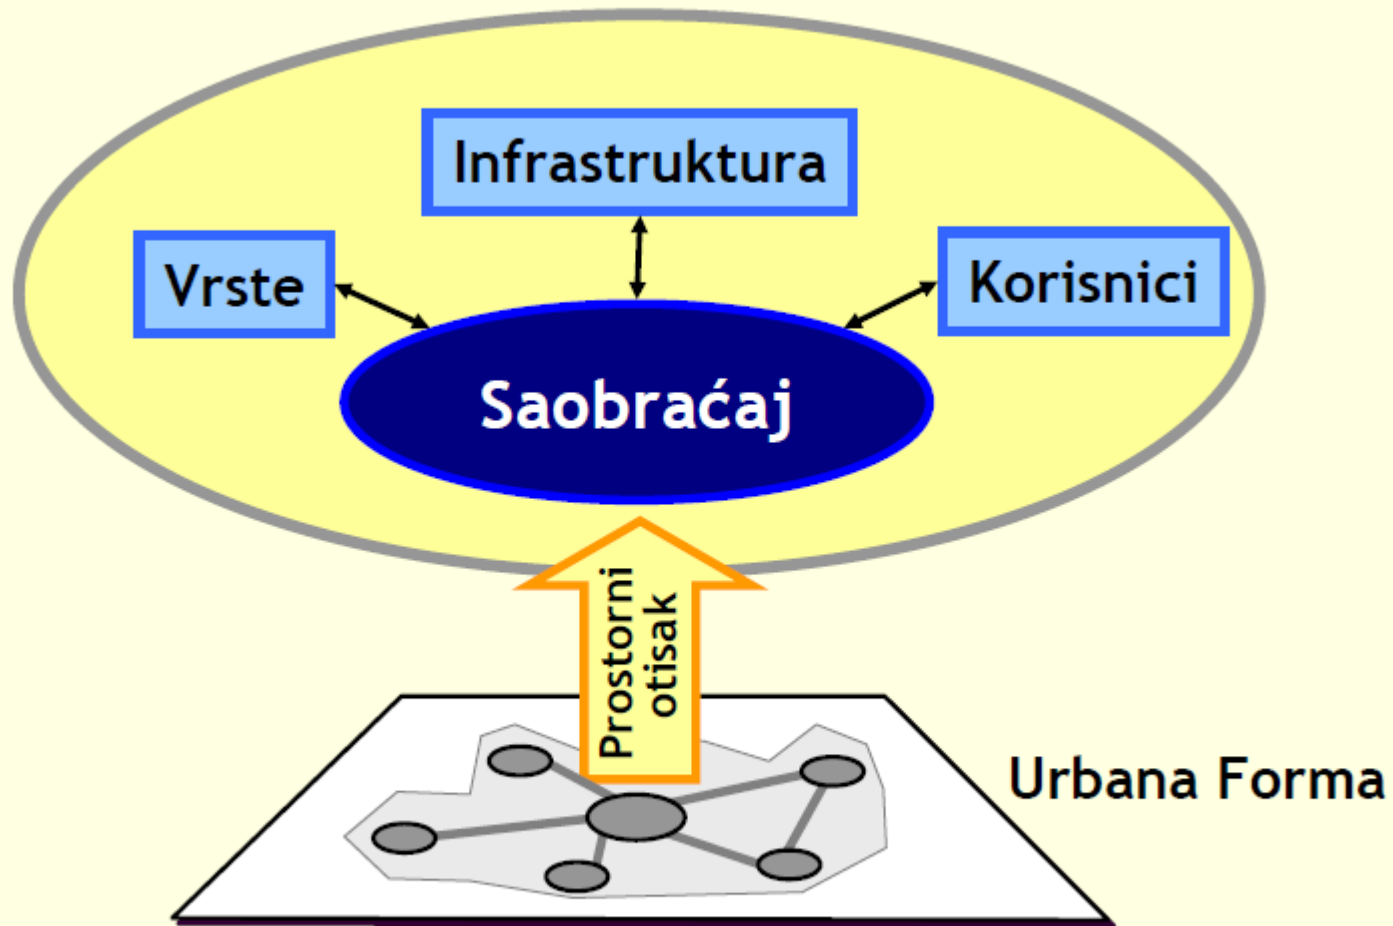 Infrastruktura
Vrste
Korisnici
Saobraćaj
Prostorni
otisak
Urbana Forma